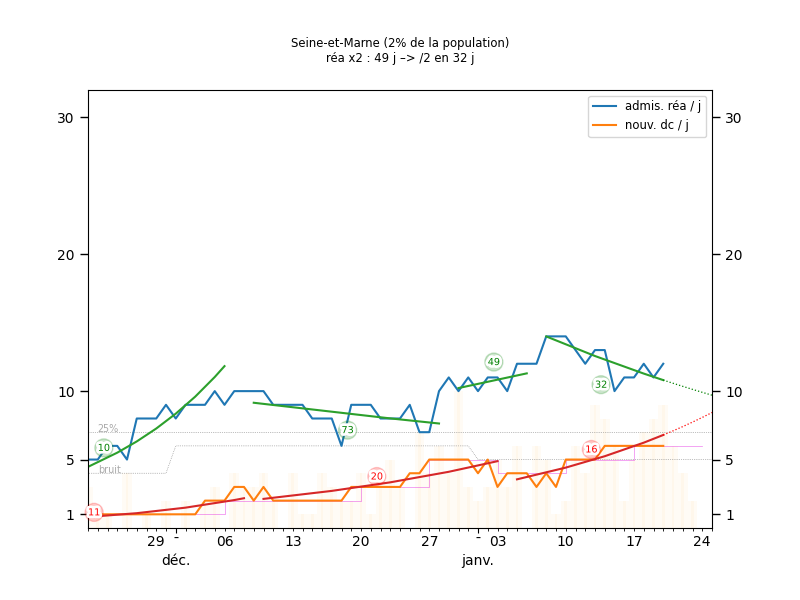 Seine-et-Marne (2% de la population)
réa x2 : 49 j –> /2 en 32 j
admis. réa / j
nouv. dc / j
30
30
20
20
10
10
5
5
1
1
25%
bruit
10
11
73
20
49
16
32
29 - 06 13 20 27 - 03 10 17 24
déc. janv.